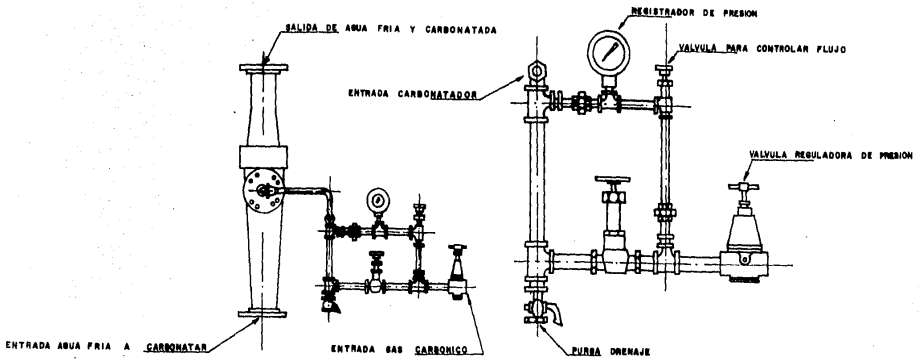 REGISTRADOR DE PRESION
SALIDA DE AGUA FRIA Y CARBONATADA
VALVULA PARA CONTROLAR FLUJO
ENTRADA CARBONATADOR
VALVULA REGULADORA DE PRESION
ENTRADA AGUA FRIA A CARBONATAR
ENTRADA GAS CARBONICO
PURGA DRENAJE